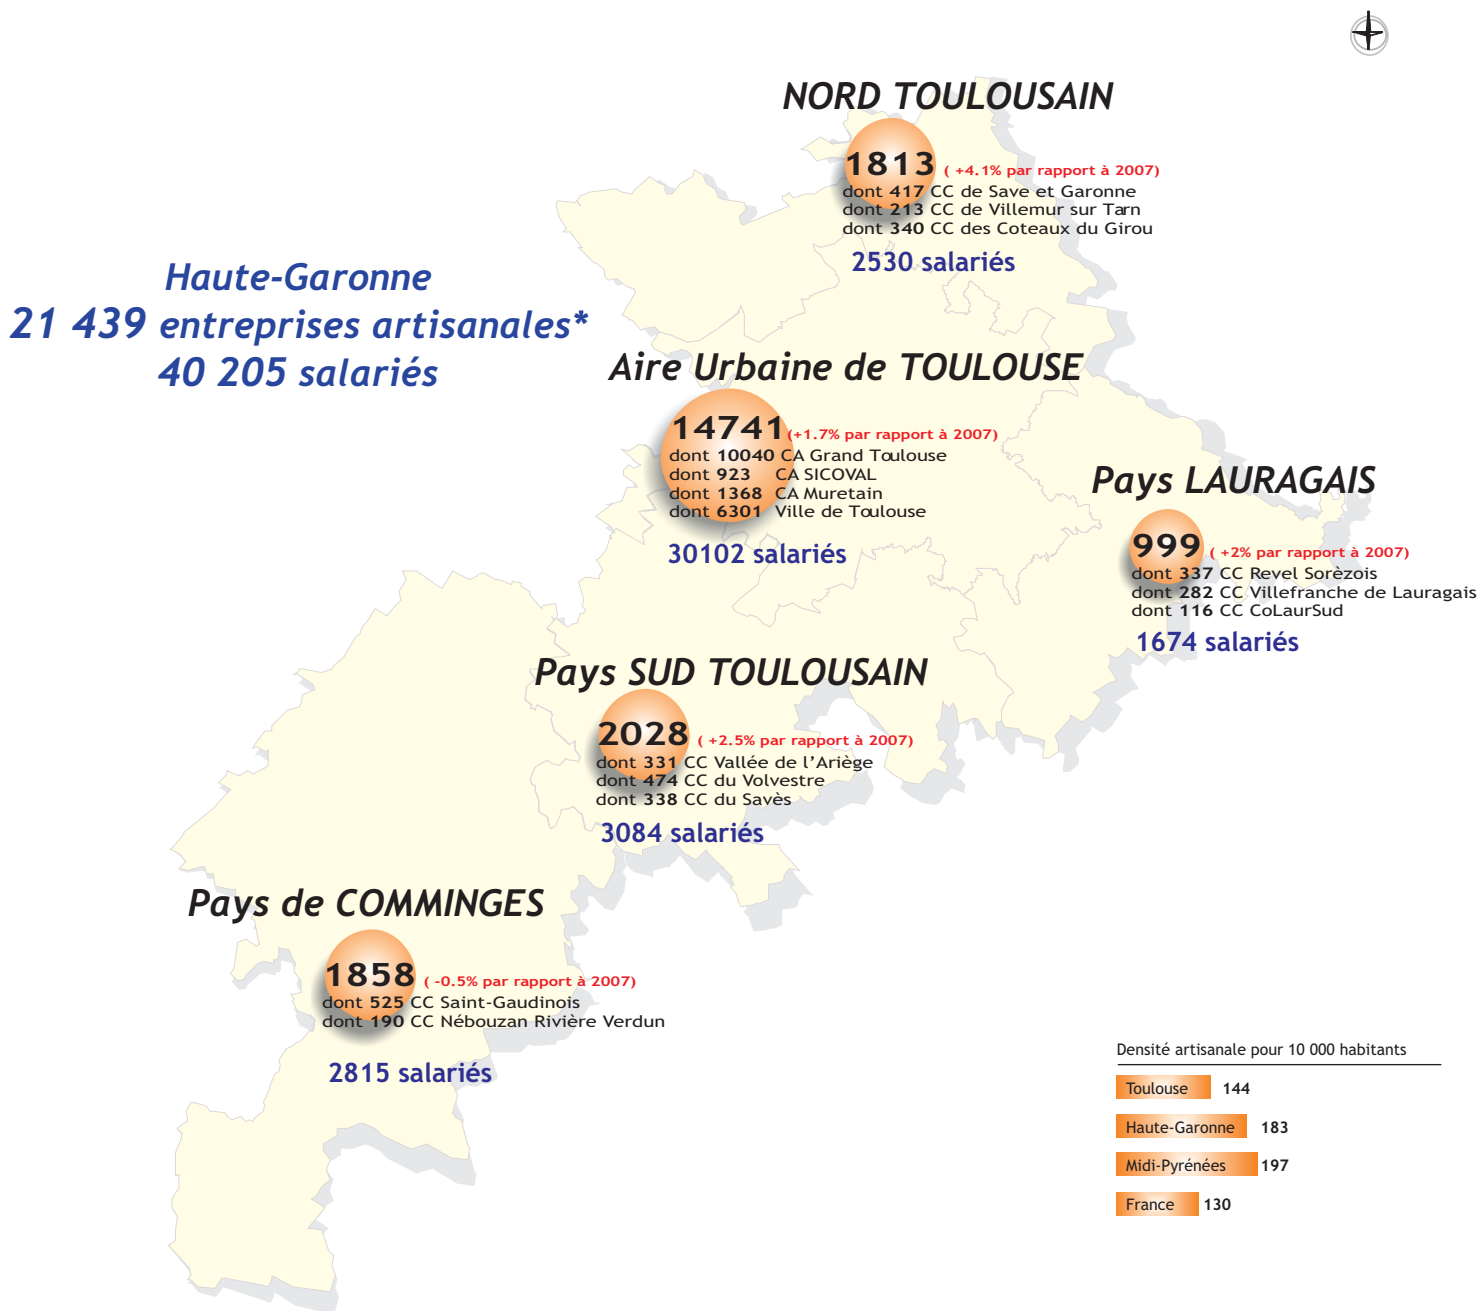 NORD TOULOUSAIN
1813 ( +4.1% par rapport à 2007)
dont 417 CC de Save et Garonne
dont 213 CC de Villemur sur Tarn
dont 340 CC des Coteaux du Girou
2530 salariés
Haute-Garonne
21 439 entreprises artisanales*
40 205 salariés
Aire Urbaine de TOULOUSE
14741 (+1.7% par rapport à 2007)
dont 10040 CA Grand Toulouse
dont 923 CA SICOVAL
dont 1368 CA Muretain
dont 6301 Ville de Toulouse
30102 salariés
Pays LAURAGAIS
999 ( +2% par rapport à 2007)
dont 337 CC Revel Sorèzois
dont 282 CC Villefranche de Lauragais
dont 116 CC CoLaurSud
1674 salariés
Pays SUD TOULOUSAIN
2028 ( +2.5% par rapport à 2007)
dont 331 CC Vallée de l’Ariège
dont 474 CC du Volvestre
dont 338 CC du Savès
3084 salariés
Pays de COMMINGES
1858 ( -0.5% par rapport à 2007)
dont 525 CC Saint-Gaudinois
dont 190 CC Nébouzan Rivière Verdun
2815 salariés
Densité artisanale pour 10 000 habitants
Toulouse 144
Haute-Garonne 183
Midi-Pyrénées 197
France 130